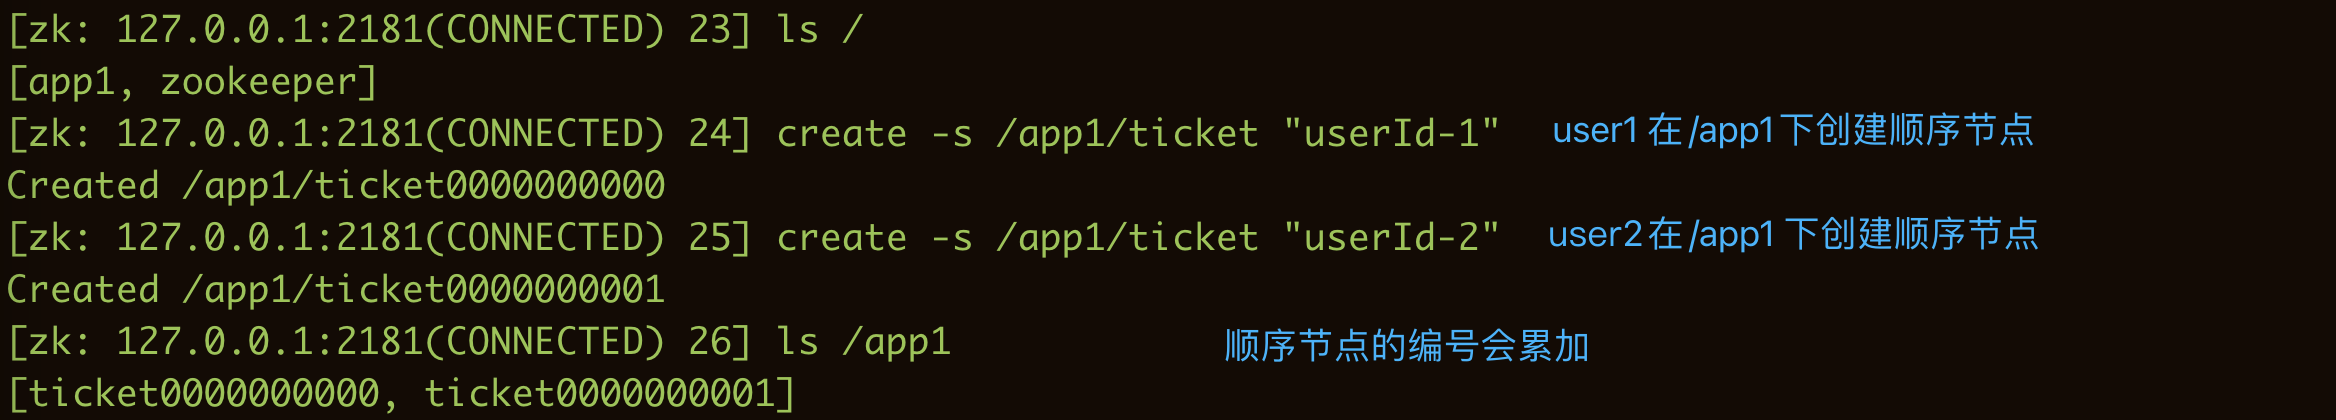 [zk: 127.0.0.1:2181(CONNECTED) 23] ls /
[app1, zookeeper]
[zk: 127.0.0.1:2181(CONNECTED) 24] create -s /app1/ticket "userId-1" user1 在 /app1 下创建顺序节点
Created /app1/ticket0000000000
[zk: 127.0.0.1:2181(CONNECTED) 25] create -s /app1/ticket "userId-2" user2 在 /app1 下创建顺序节点
Created /app1/ticket0000000001
[zk: 127.0.0.1:2181(CONNECTED) 26] ls /app1 顺序节点的编号会累加
[ticket0000000000, ticket0000000001]